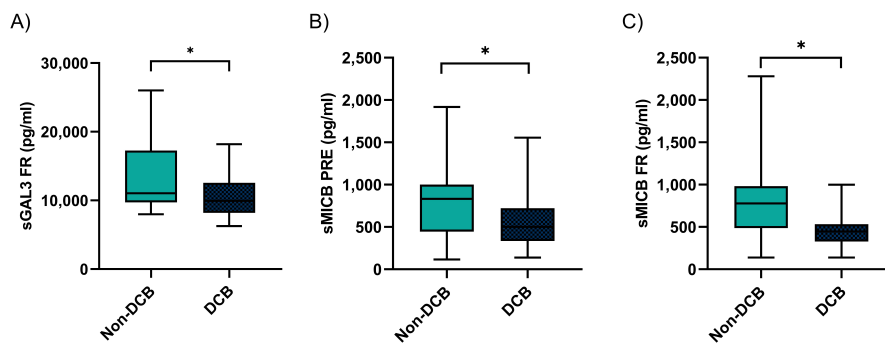 A)
sGAL3 FR (pg/ml)
30,000
20,000
10,000
0
*
Non-DCB
DCB
B)
sMICB PRE (pg/ml)
2,500
2,000
1,500
1,000
500
0
*
Non-DCB
DCB
C)
sMICB FR (pg/ml)
2,500
2,000
1,500
1,000
500
0
*
Non-DCB
DCB